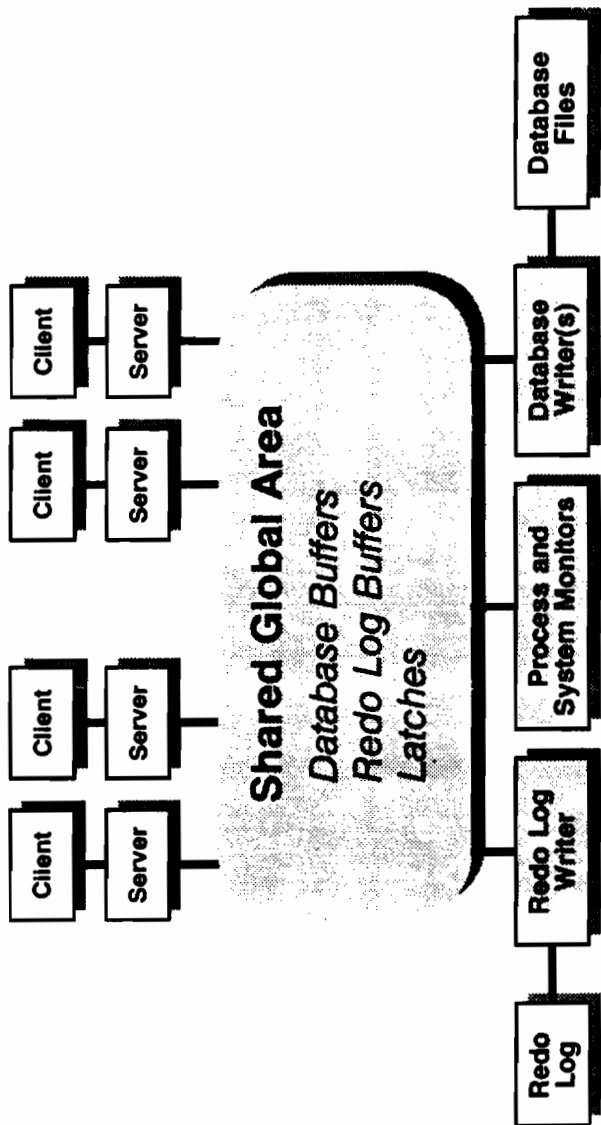 Client
Client
Client
Client
Server
Server
Server
Server
Shared Global Area
Database Buffers
Redo Log Buffers
Latches
Redo
Log
Redo Log
Writer
Process and
System Monitors
Database
Writer(s)
Database
Files